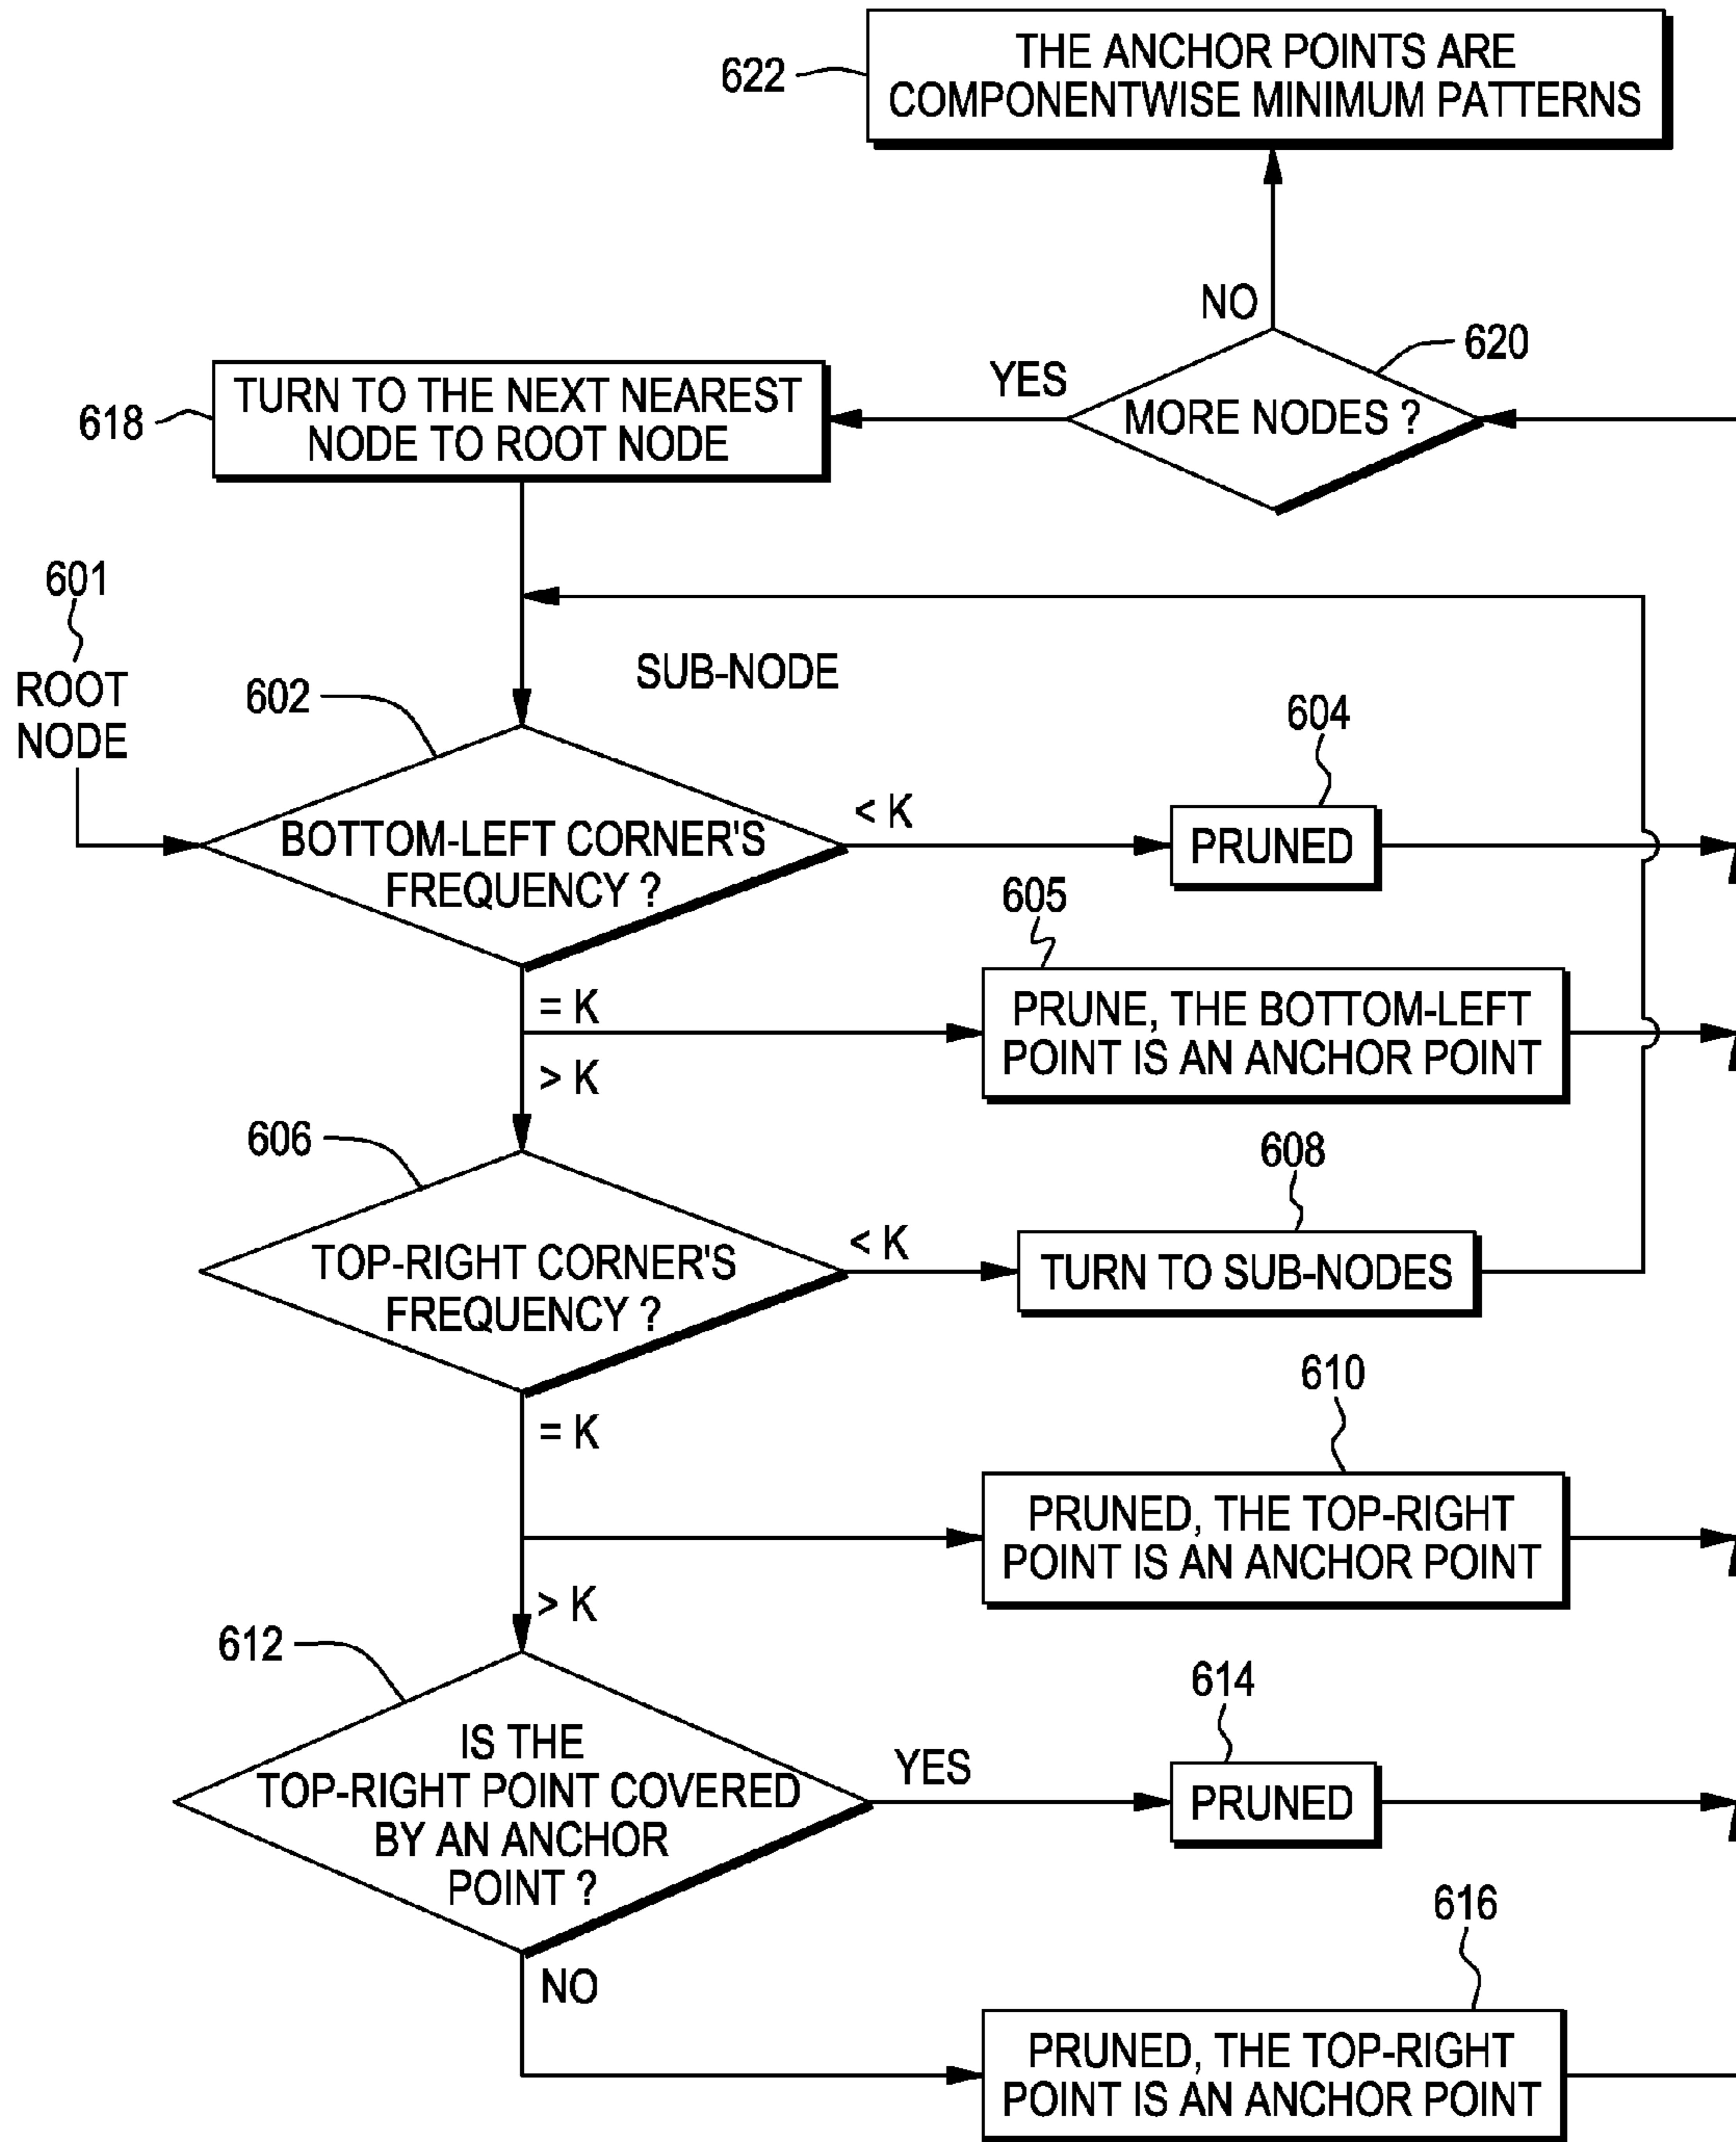 622
THE ANCHOR POINTS ARE
COMPONENTWISE MINIMUM PATTERNS
NO
620
YES
MORE NODES ?
618
TURN TO THE NEXT NEAREST
NODE TO ROOT NODE
601
ROOT
NODE
SUB-NODE
602
BOTTOM-LEFT CORNER'S
FREQUENCY ?
< K
604
PRUNED
= K
605
PRUNE, THE BOTTOM-LEFT
POINT IS AN ANCHOR POINT
> K
606
TOP-RIGHT CORNER'S
FREQUENCY ?
< K
608
TURN TO SUB-NODES
= K
610
PRUNED, THE TOP-RIGHT
POINT IS AN ANCHOR POINT
> K
612
IS THE
TOP-RIGHT POINT COVERED
BY AN ANCHOR
POINT ?
YES
614
PRUNED
NO
616
PRUNED, THE TOP-RIGHT
POINT IS AN ANCHOR POINT